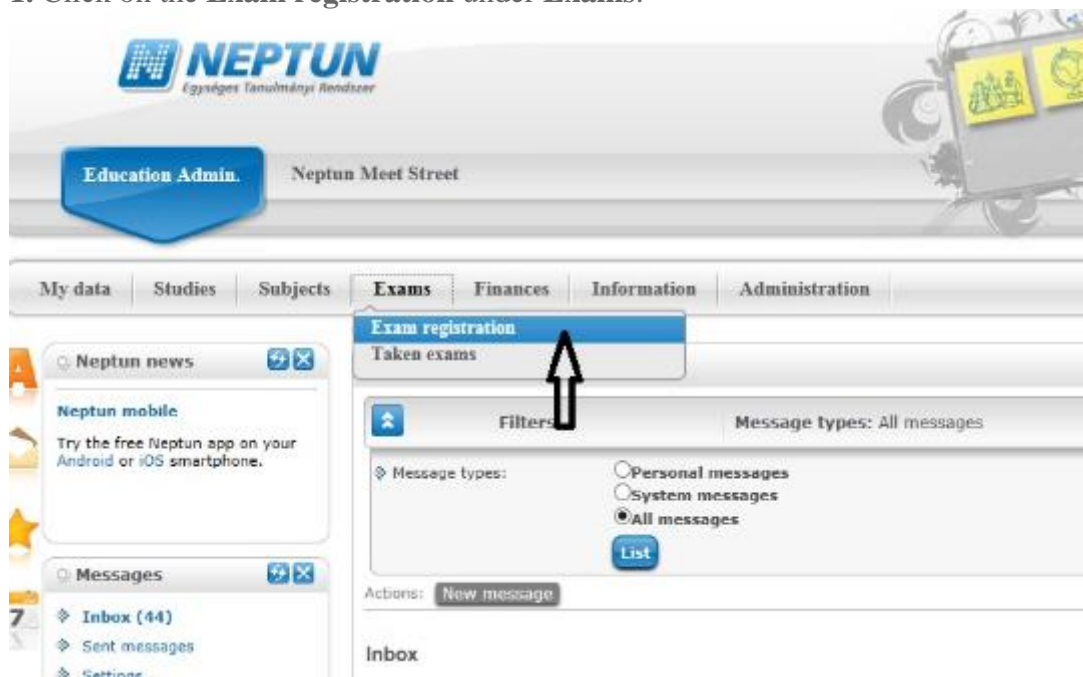 1. Click on the Exam registration under Exams.
NEPTUN
Egységes Tanulmányi Rendszer
Education Admin.
Neptun Meet Street
My data Studies Subjects Exams Finances Information Administration
Exam registration
Taken exams
Neptun news
Neptun mobile
Try the free Neptun app on your
Android or iOS smartphone.
Filters Message types: All messages
Message types:
Personal messages
System messages
All messages
List
Actions: New message
Messages
Inbox (44)
Sent messages
Settings
Inbox
7